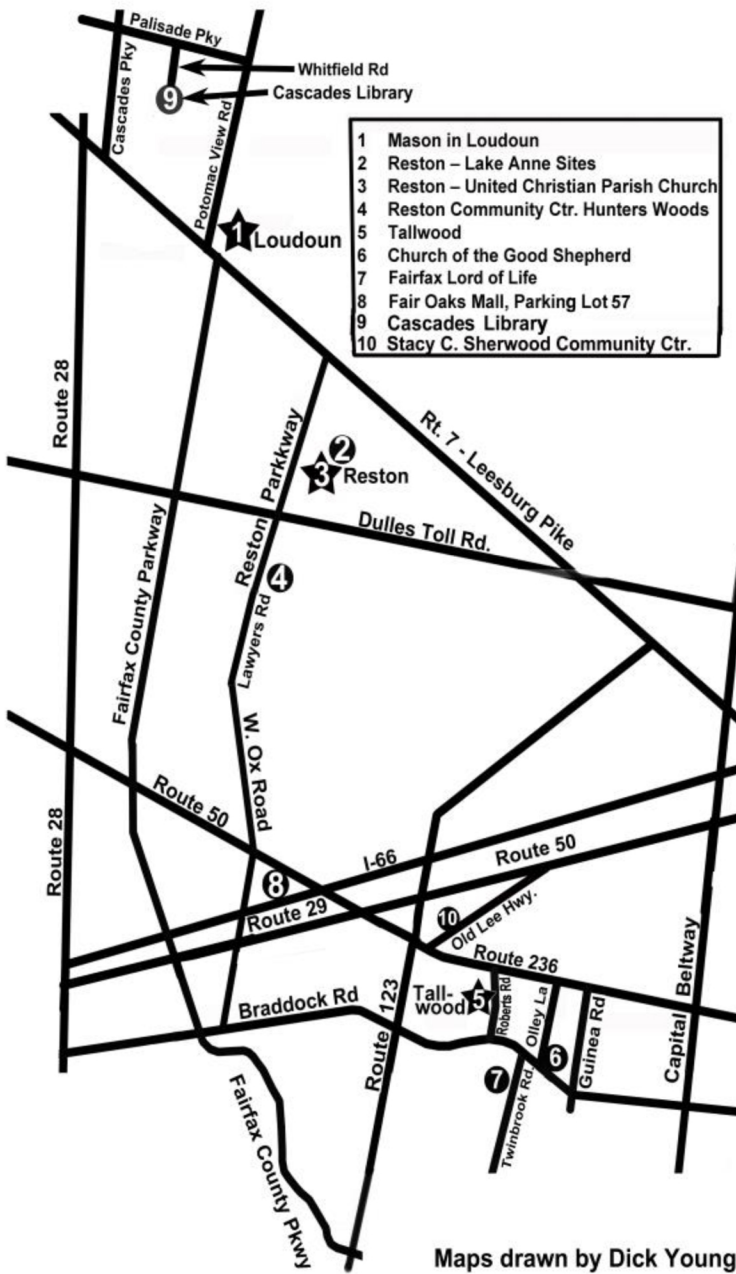 Palisade Pky
Whitfield Rd
Cascades Library
9
Cascades Pky
Potomac View Rd
1 Mason in Loudoun
2 Reston – Lake Anne Sites
3 Reston – United Christian Parish Church
4 Reston Community Ctr. Hunters Woods
5 Tallwood
6 Church of the Good Shepherd
7 Fairfax Lord of Life
8 Fair Oaks Mall, Parking Lot 57
9 Cascades Library
10 Stacy C. Sherwood Community Ctr.
1 Loudoun
Route 28
Rt. 7 - Leesburg Pike
2
3 Reston
Reston Parkkway
Dulles Toll Rd.
Fairfax County Parkway
4
Lawyers Rd
W. Ox Road
Route 50
Route 28
I-66
Route 50
8
Route 29
10
Old Lee Hwy.
Route 236
Tall-
wood
5
Roberts Rd
Olley La
Guinea Rd
Capital Beltway
Braddock Rd
Route 123
6
7
Twinbrook Rd.
Fairfax County Pkwy
Maps drawn by Dick Young